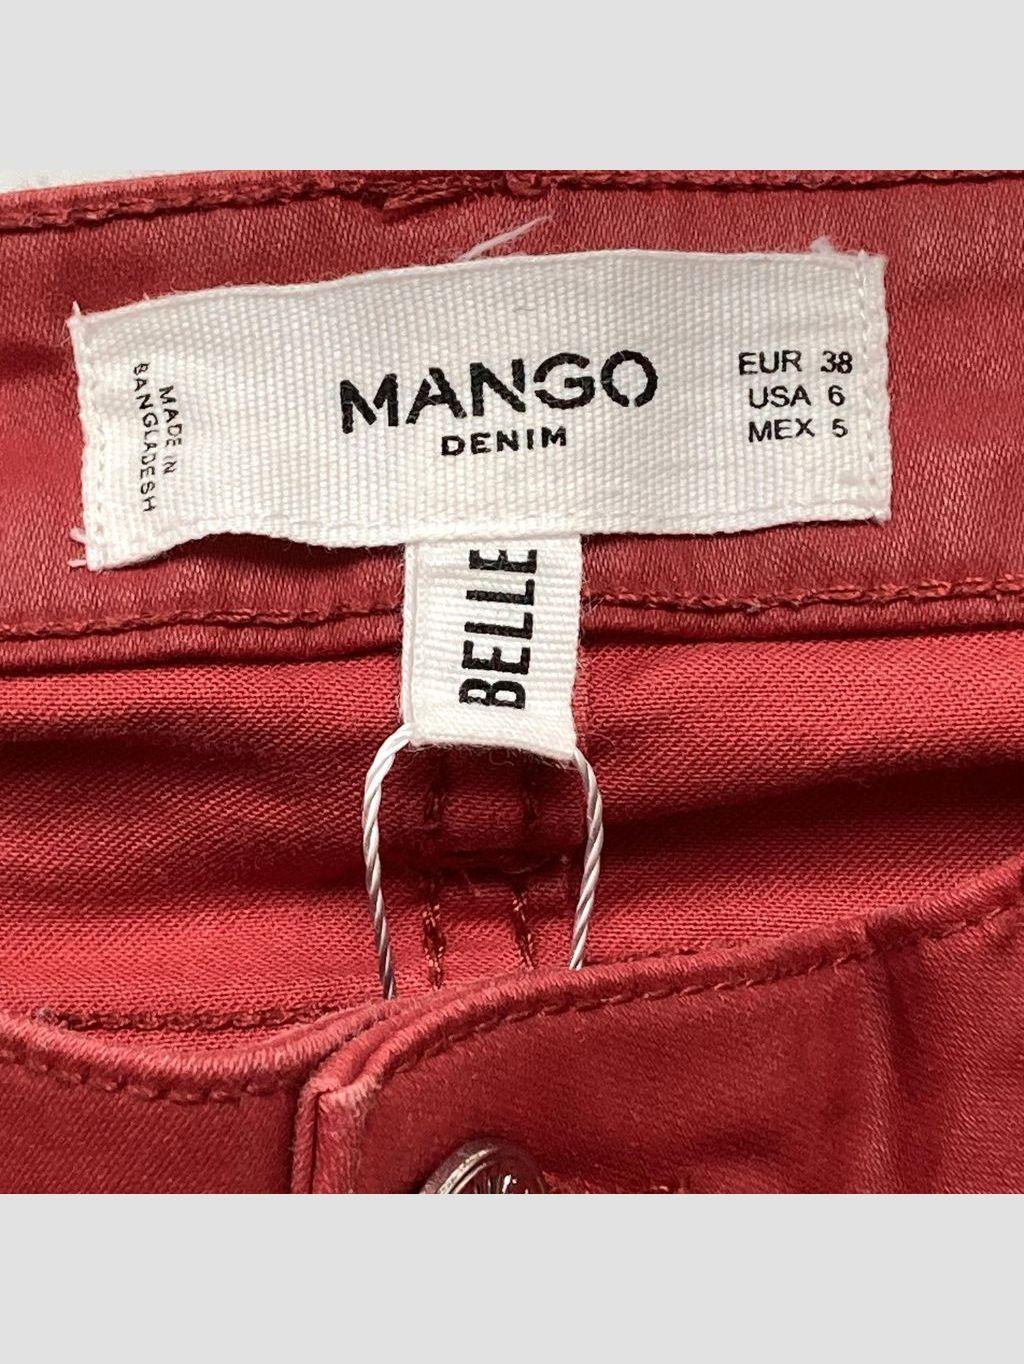 MADE IN
BANGLADESH
MANGO
DENIM
EUR 38
USA 6
MEX 5
BELLE